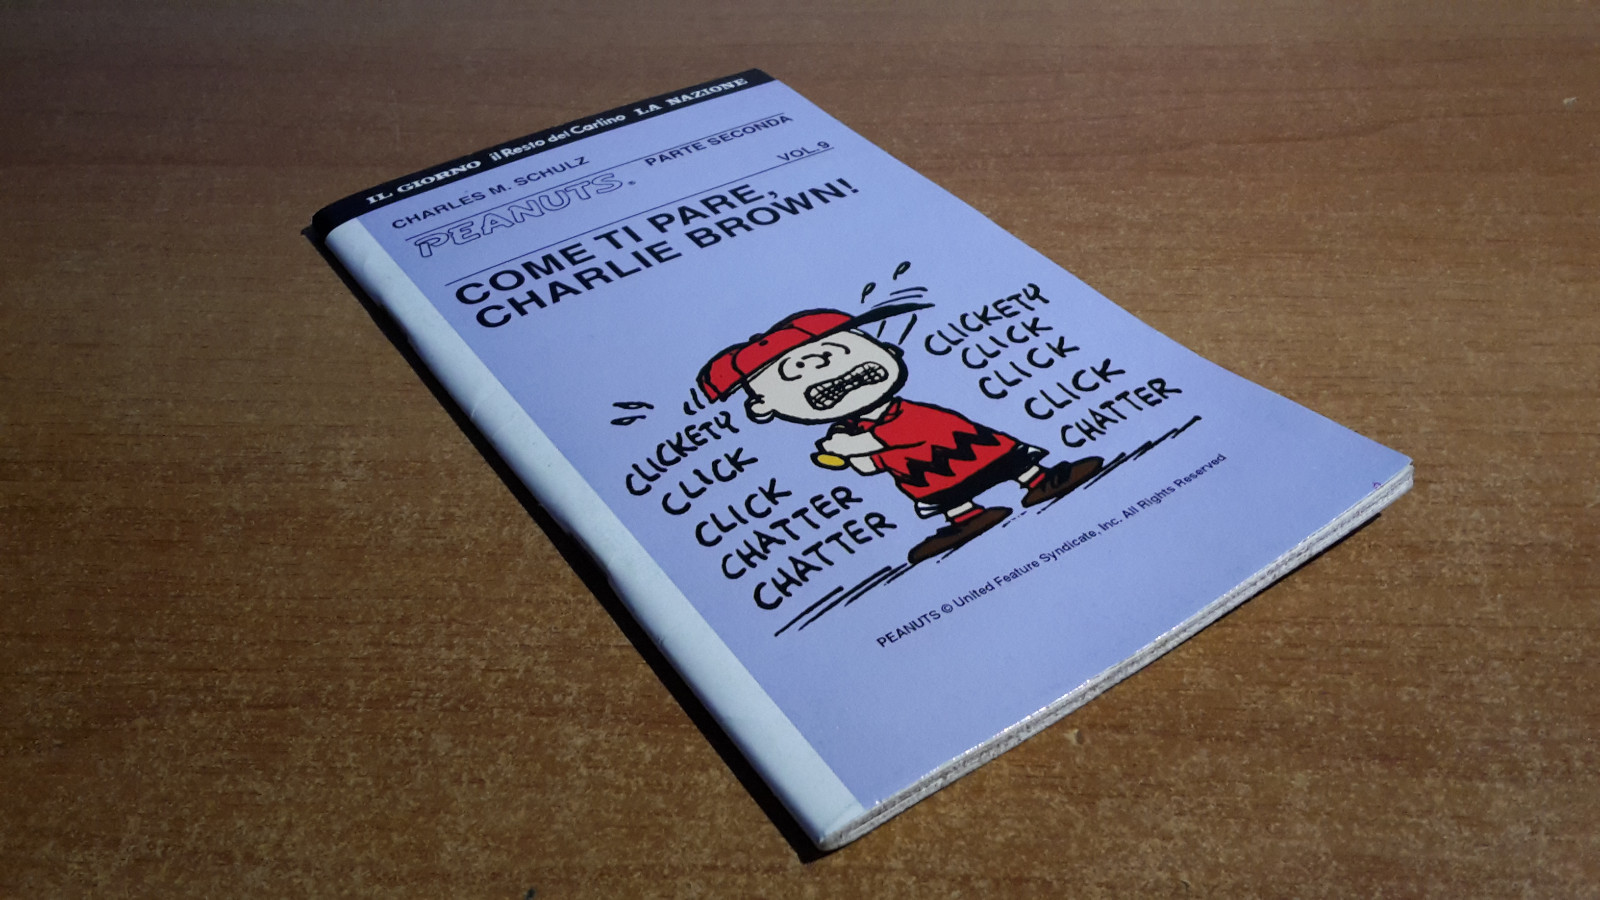 IL GIORNO il Resto del Carlino LA NAZIONE
CHARLES M. SCHULZ PARTE SECONDA
PEANUTS® VOL. 9
COME TI PARE,
CHARLIE BROWN!
CLICKETY
CLICK
CLICK
CHATTER
CHATTER
CLICKETY
CLICK
CLICK
CLICK
CHATTER
PEANUTS © United Feature Syndicate, Inc. All Rights Reserved